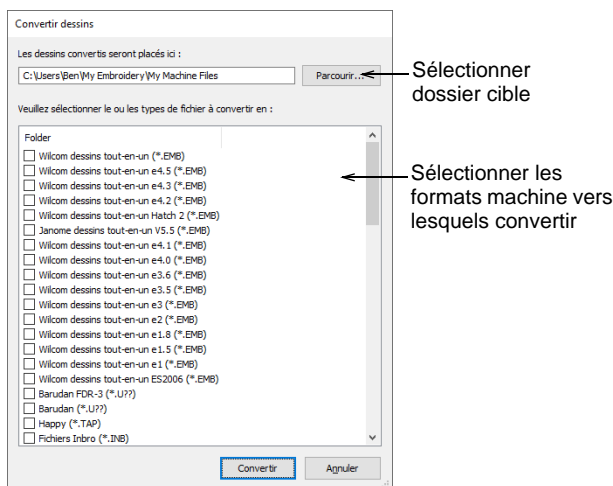 Convertir dessins
Les dessins convertis seront placés ici :
C:\Users\Ben\My Embroidery\My Machine Files
Parcourir...
Sélectionner
dossier cible
Veuillez sélectionner le ou les types de fichier à convertir en :
Folder
Wilcom dessins tout-en-un (*.EMB)
Wilcom dessins tout-en-un e4.5 (*.EMB)
Wilcom dessins tout-en-un e4.3 (*.EMB)
Wilcom dessins tout-en-un e4.2 (*.EMB)
Wilcom dessins tout-en-un Hatch 2 (*.EMB)
Janome dessins tout-en-un V5.5 (*.EMB)
Wilcom dessins tout-en-un e4.1 (*.EMB)
Wilcom dessins tout-en-un e4.0 (*.EMB)
Wilcom dessins tout-en-un e3.6 (*.EMB)
Wilcom dessins tout-en-un e3.5 (*.EMB)
Wilcom dessins tout-en-un e3 (*.EMB)
Wilcom dessins tout-en-un e2 (*.EMB)
Wilcom dessins tout-en-un e1.8 (*.EMB)
Wilcom dessins tout-en-un e1.5 (*.EMB)
Wilcom dessins tout-en-un e1 (*.EMB)
Wilcom dessins tout-en-un ES2006 (*.EMB)
Barudan FDR-3 (*.U??)
Barudan (*.U??)
Happy (*.TAP)
Fichiers Inbro (*.INB)
Sélectionner les
formats machine vers
lesquels convertir
Convertir
Annuler